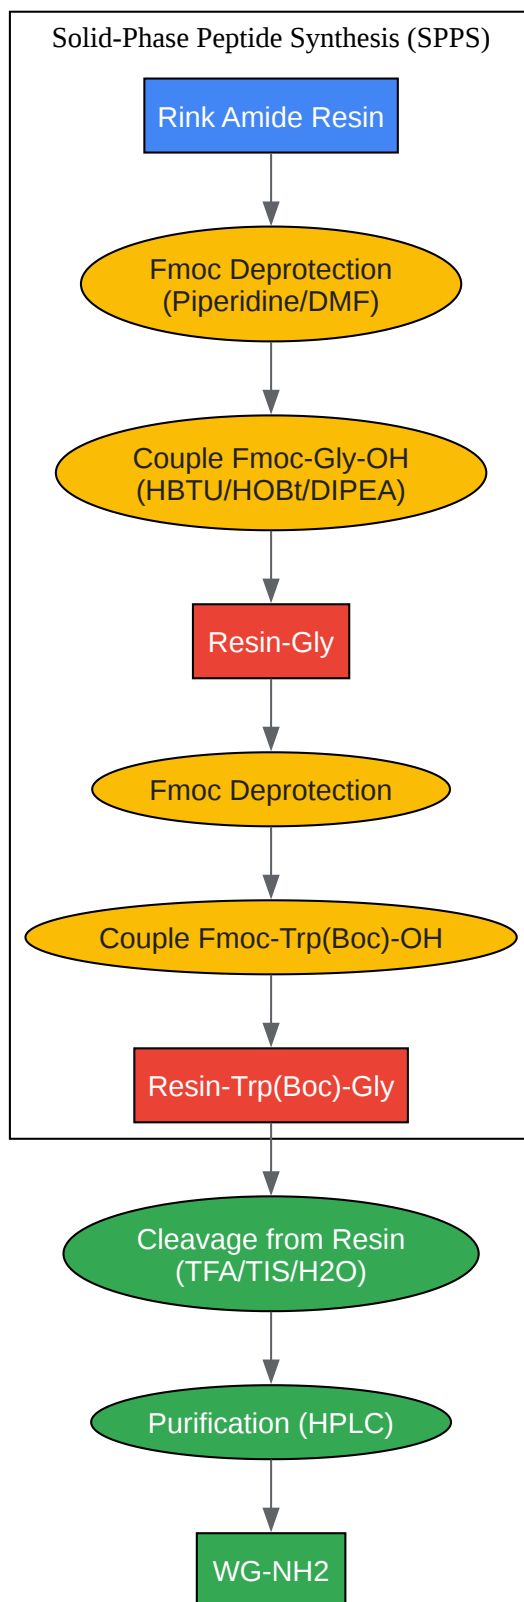 Solid-Phase Peptide Synthesis (SPPS)
Rink Amide Resin
Fmoc Deprotection
(Piperidine/DMF)
Couple Fmoc-Gly-OH
(HBTU/HOBt/DIPEA)
Resin-Gly
Fmoc Deprotection
Couple Fmoc-Trp(Boc)-OH
Resin-Trp(Boc)-Gly
Cleavage from Resin
(TFA/TIS/H2O)
Purification (HPLC)
WG-NH2